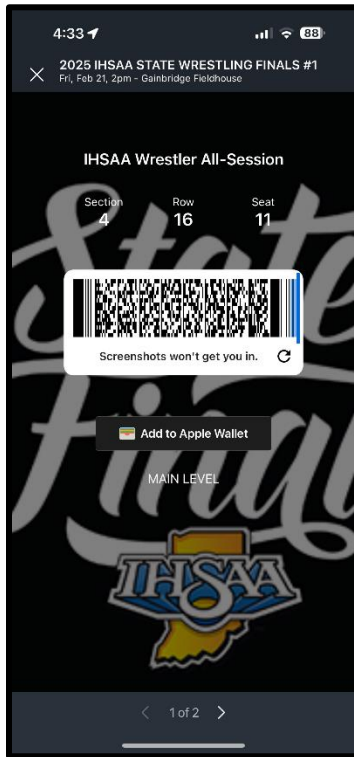 4:33
88
2025 IHSAA STATE WRESTLING FINALS #1
Fri, Feb 21, 2pm - Gainbridge Fieldhouse
IHSAA Wrestler All-Session
Section Row Seat
4 16 11
State
Screenshots won't get you in.
Add to Apple Wallet
Final
MAIN LEVEL
IHSAA
1 of 2